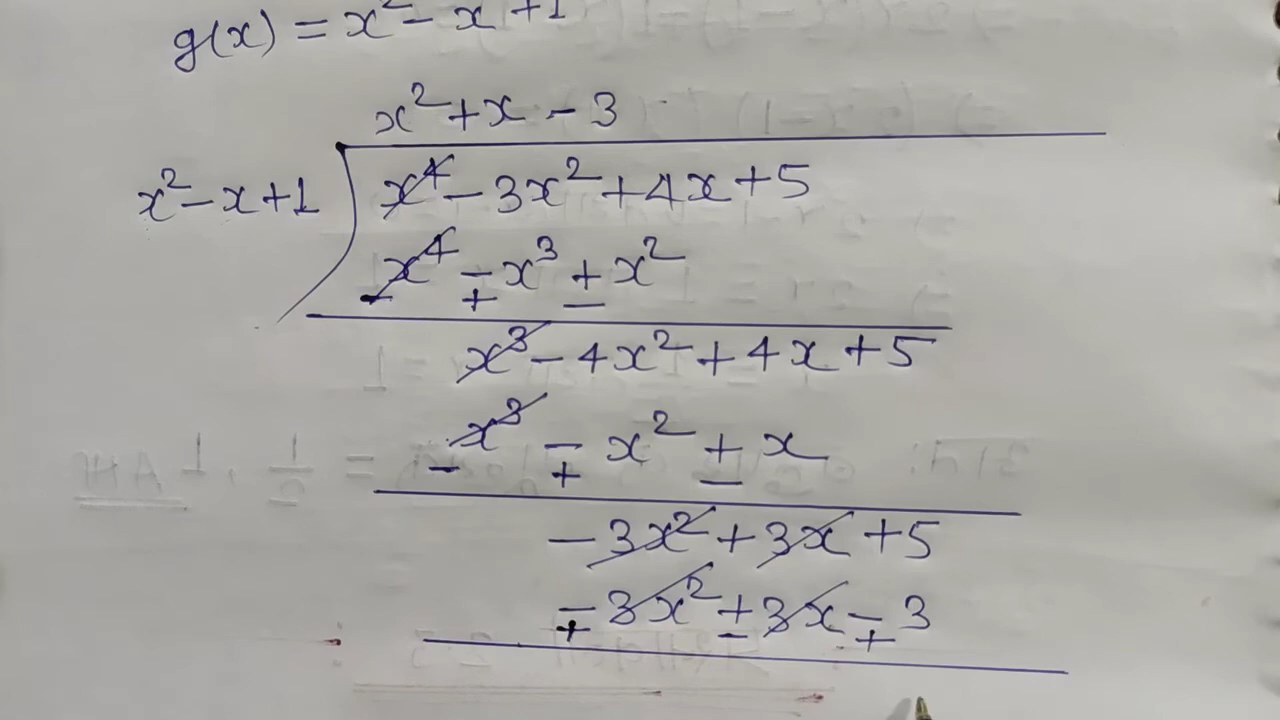 g(x) = x² - x + 1
x² + x - 3
x² - x + 1 ) x⁴ - 3x² + 4x + 5
x⁴ - x³ + x²
- + -
x³ - 4x² + 4x + 5
x³ - x² + x
- + -
-3x² + 3x + 5
-3x² + 3x - 3
+ - +